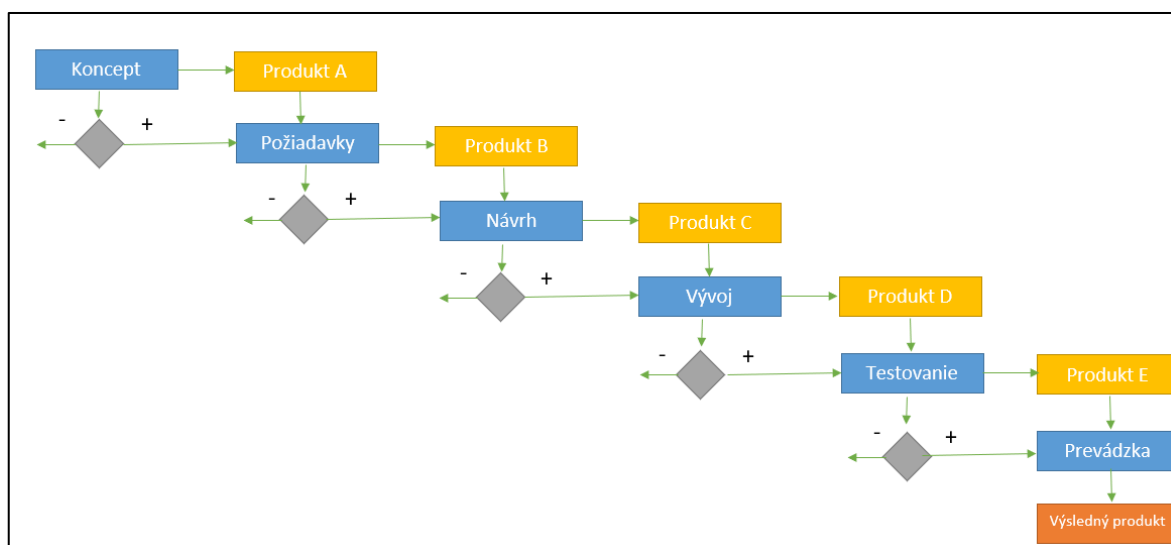 Koncept
Produkt A
- +
Požiadavky
Produkt B
- +
Návrh
Produkt C
- +
Vývoj
Produkt D
- +
Testovanie
Produkt E
- +
Prevádzka
Výsledný produkt